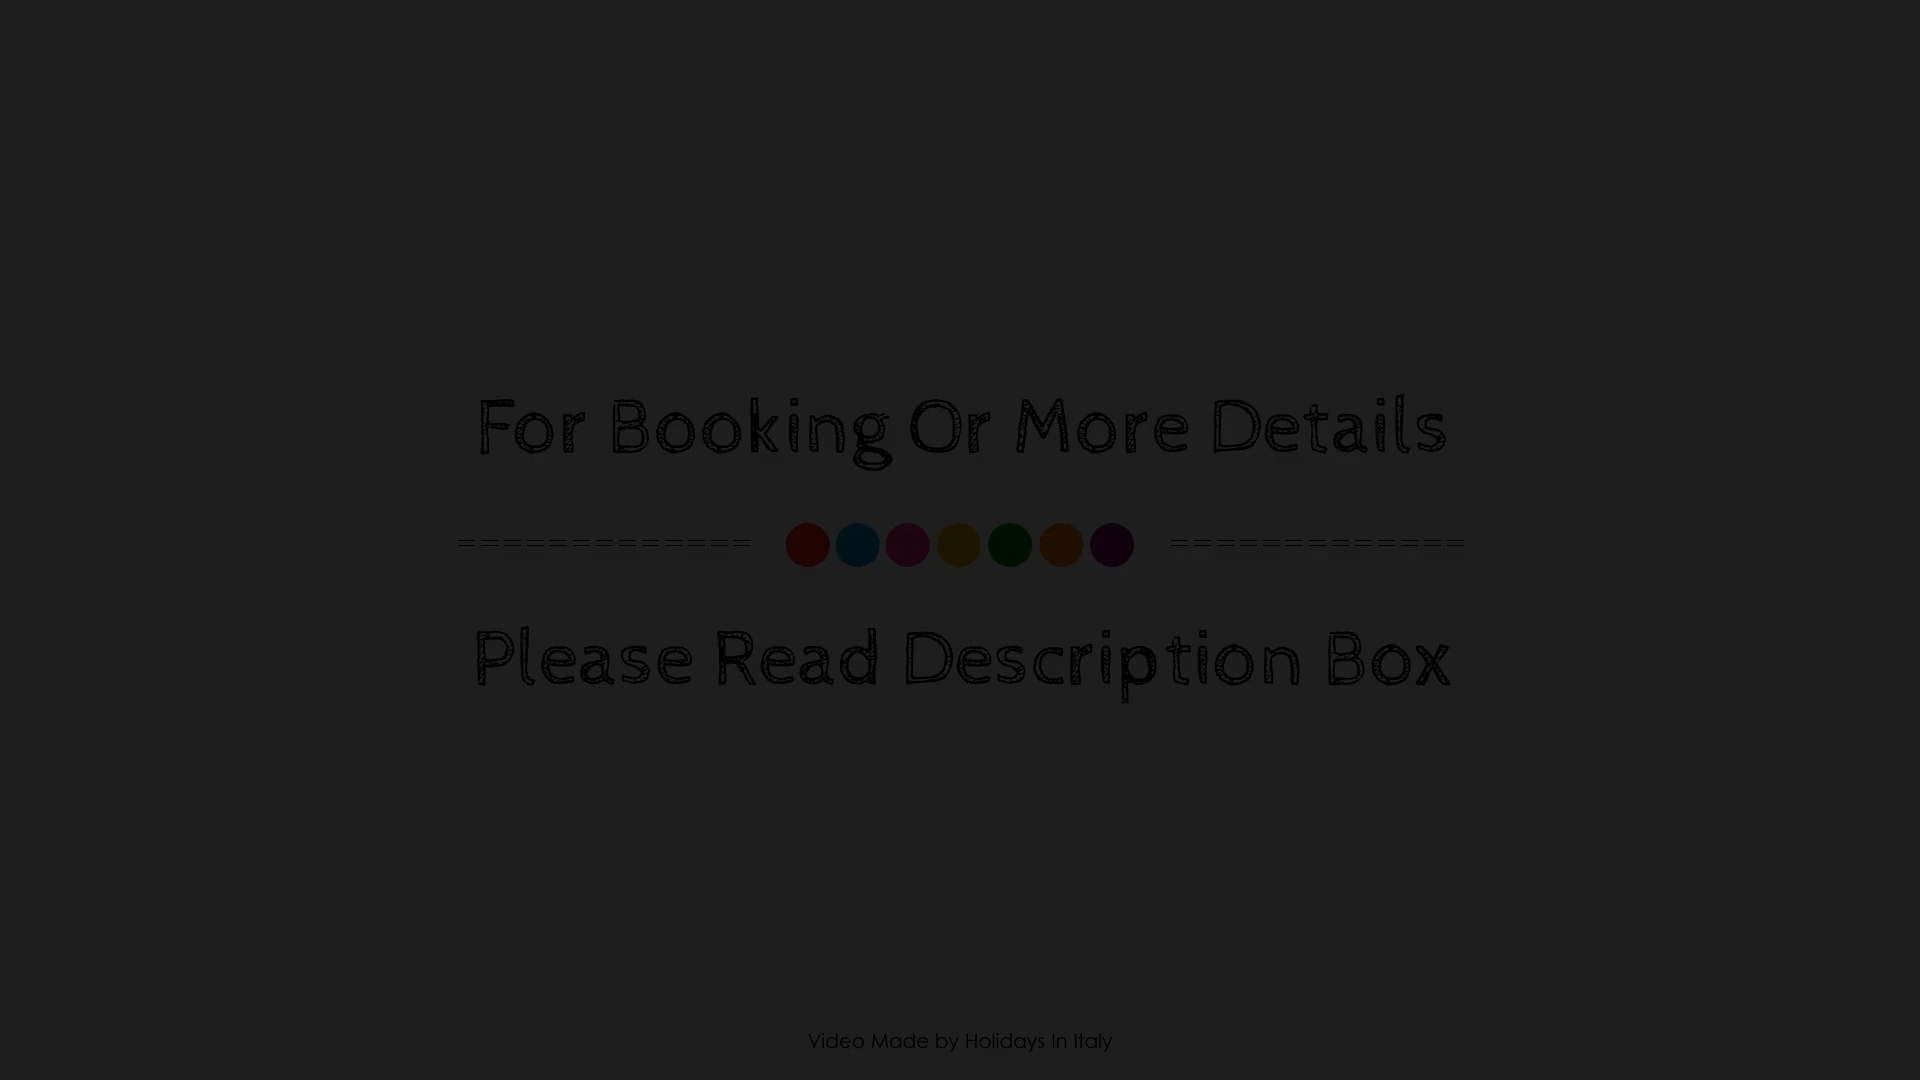 For Booking Or More Details
============= =============
Please Read Description Box
Video Made by Holidays In Italy